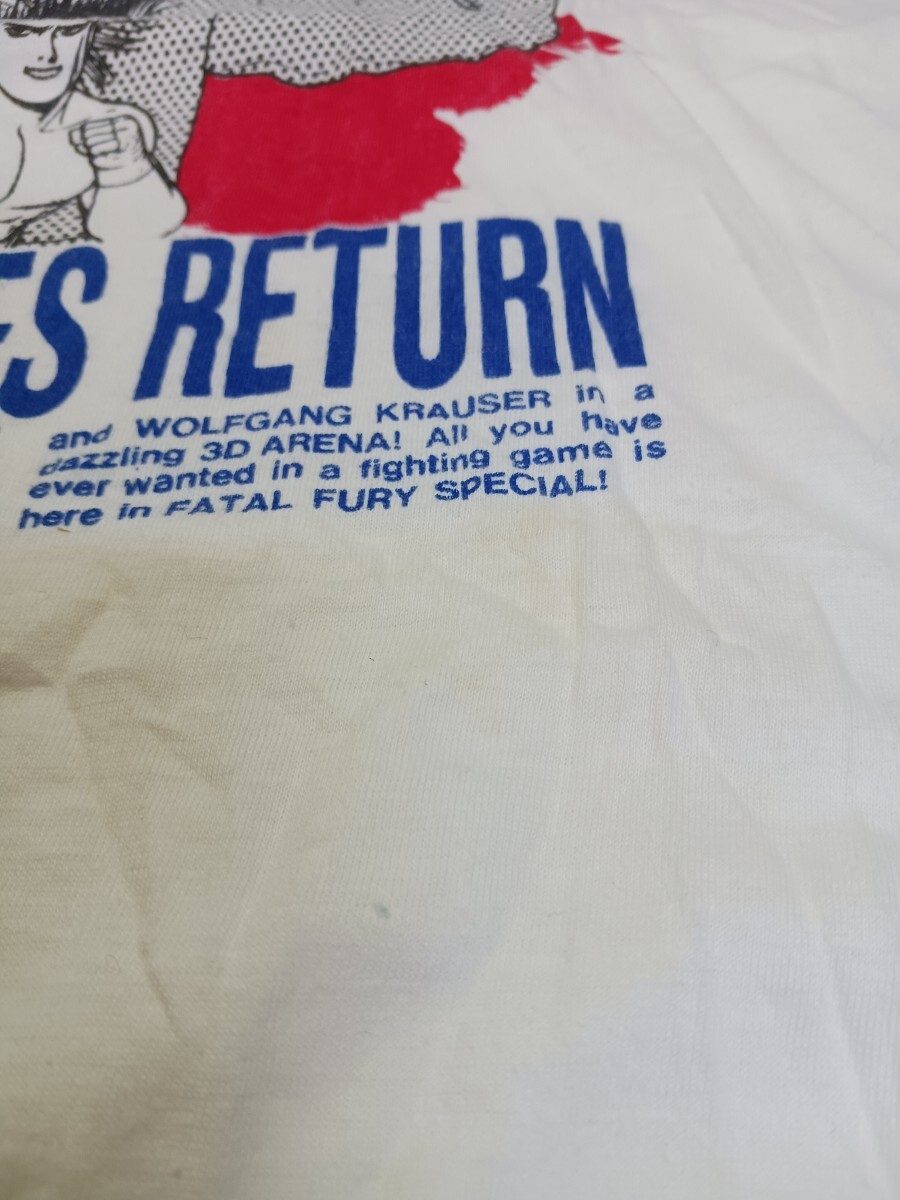 ES RETURN
and WOLFGANG KRAUSER in a
dazzling 3D ARENA! All you have
ever wanted in a fighting game is
here in FATAL FURY SPECIAL!